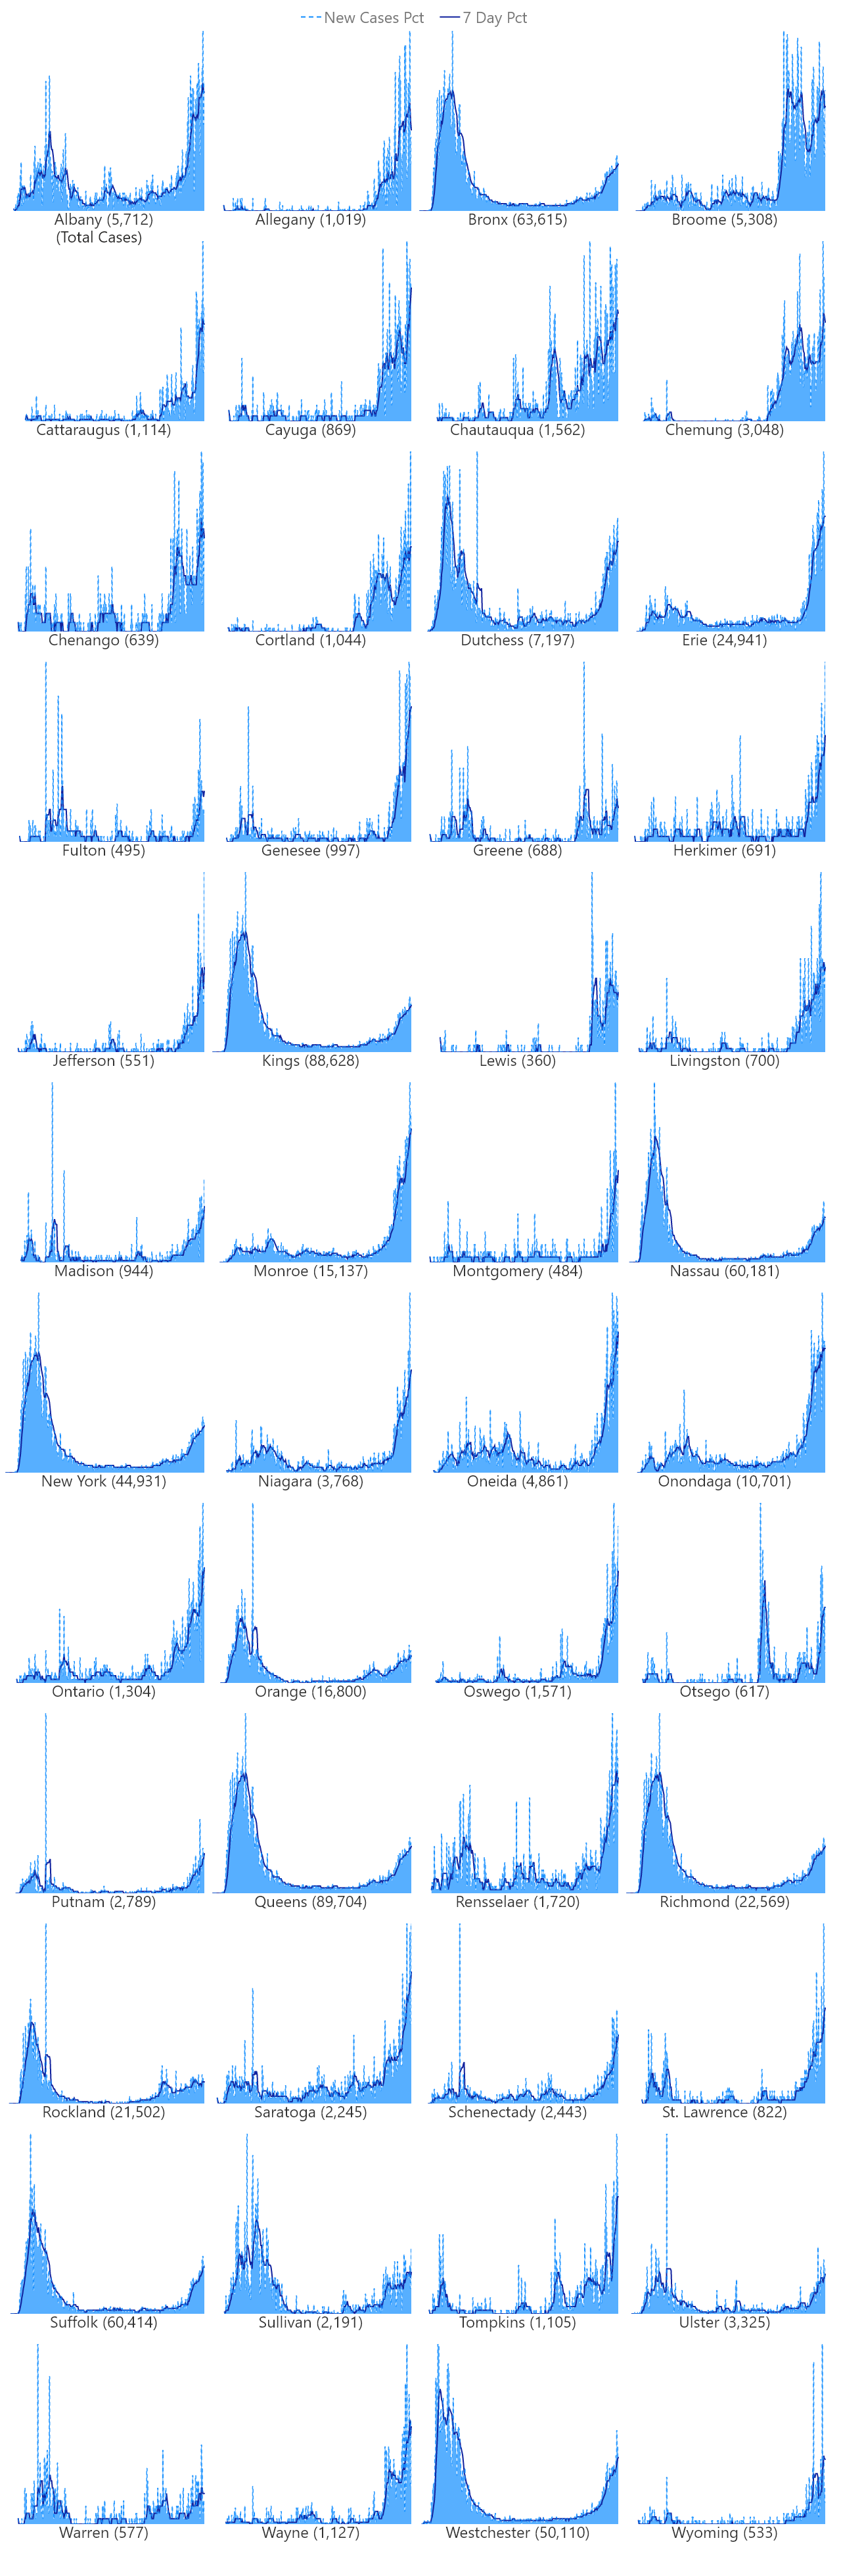 New Cases Pct 7 Day Pct
Albany (5,712) Allegany (1,019) Bronx (63,615) Broome (5,308)
(Total Cases)
Cattaraugus (1,114) Cayuga (869) Chautauqua (1,562) Chemung (3,048)
Chenango (639) Cortland (1,044) Dutchess (7,197) Erie (24,941)
Fulton (495) Genesee (997) Greene (688) Herkimer (691)
Jefferson (551) Kings (88,628) Lewis (360) Livingston (700)
Madison (944) Monroe (15,137) Montgomery (484) Nassau (60,181)
New York (44,931) Niagara (3,768) Oneida (4,861) Onondaga (10,701)
Ontario (1,304) Orange (16,800) Oswego (1,571) Otsego (617)
Putnam (2,789) Queens (89,704) Rensselaer (1,720) Richmond (22,569)
Rockland (21,502) Saratoga (2,245) Schenectady (2,443) St. Lawrence (822)
Suffolk (60,414) Sullivan (2,191) Tompkins (1,105) Ulster (3,325)
Warren (577) Wayne (1,127) Westchester (50,110) Wyoming (533)